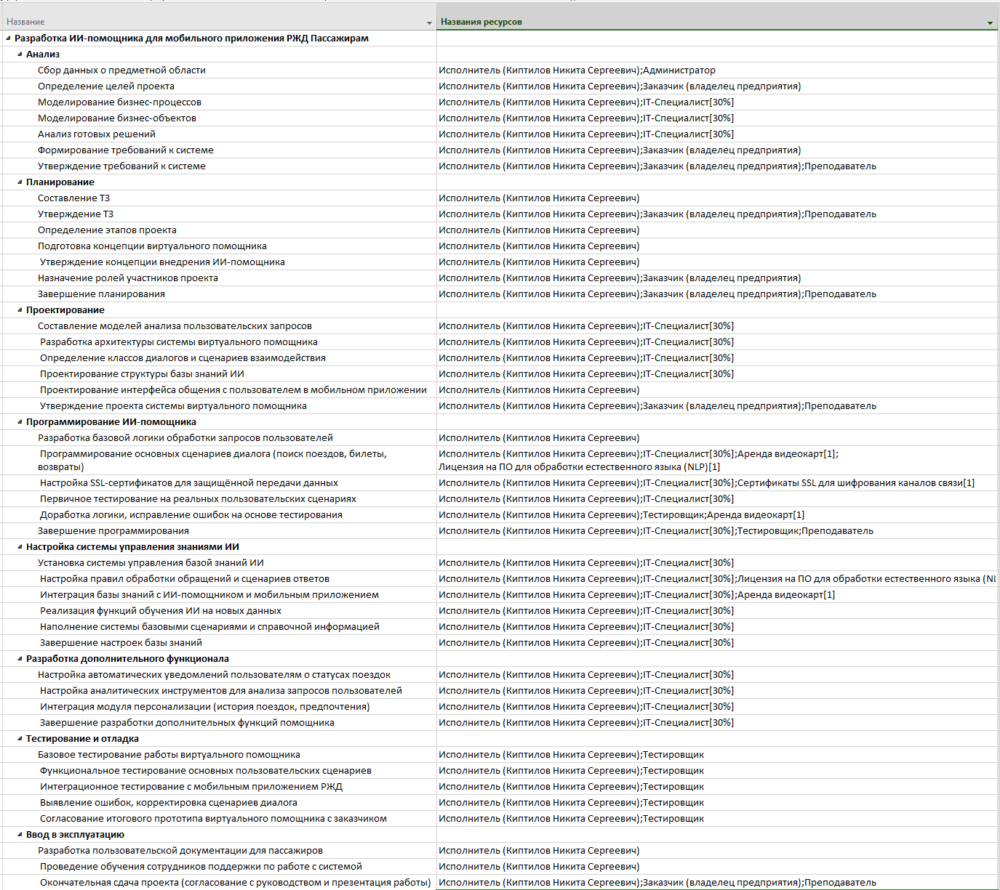 Название Названия ресурсов
Разработка ИИ-помощника для мобильного приложения РЖД Пассажирам
Анализ
Сбор данных о предметной области Исполнитель (Киптилов Никита Сергеевич);Администратор
Определение целей проекта Исполнитель (Киптилов Никита Сергеевич);Заказчик (владелец предприятия)
Моделирование бизнес-процессов Исполнитель (Киптилов Никита Сергеевич);IT-Специалист[30%]
Моделирование бизнес-объектов Исполнитель (Киптилов Никита Сергеевич);IT-Специалист[30%]
Анализ готовых решений Исполнитель (Киптилов Никита Сергеевич);IT-Специалист[30%]
Формирование требований к системе Исполнитель (Киптилов Никита Сергеевич);Заказчик (владелец предприятия)
Утверждение требований к системе Исполнитель (Киптилов Никита Сергеевич);Заказчик (владелец предприятия);Преподаватель
Планирование
Составление ТЗ Исполнитель (Киптилов Никита Сергеевич)
Утверждение ТЗ Исполнитель (Киптилов Никита Сергеевич);Заказчик (владелец предприятия);Преподаватель
Определение этапов проекта Исполнитель (Киптилов Никита Сергеевич)
Подготовка концепции виртуального помощника Исполнитель (Киптилов Никита Сергеевич)
Утверждение концепции внедрения ИИ-помощника Исполнитель (Киптилов Никита Сергеевич)
Назначение ролей участников проекта Исполнитель (Киптилов Никита Сергеевич);Заказчик (владелец предприятия)
Завершение планирования Исполнитель (Киптилов Никита Сергеевич);Заказчик (владелец предприятия);Преподаватель
Проектирование
Составление моделей анализа пользовательских запросов Исполнитель (Киптилов Никита Сергеевич);IT-Специалист[30%]
Разработка архитектуры системы виртуального помощника Исполнитель (Киптилов Никита Сергеевич);IT-Специалист[30%]
Определение классов диалогов и сценариев взаимодействия Исполнитель (Киптилов Никита Сергеевич);IT-Специалист[30%]
Проектирование структуры базы знаний ИИ Исполнитель (Киптилов Никита Сергеевич);IT-Специалист[30%]
Проектирование интерфейса общения с пользователем в мобильном приложении Исполнитель (Киптилов Никита Сергеевич)
Утверждение проекта системы виртуального помощника Исполнитель (Киптилов Никита Сергеевич);Заказчик (владелец предприятия);Преподаватель
Программирование ИИ-помощника
Разработка базовой логики обработки запросов пользователей Исполнитель (Киптилов Никита Сергеевич)
Программирование основных сценариев диалога (поиск поездов, билеты, Исполнитель (Киптилов Никита Сергеевич);IT-Специалист[30%];Аренда видеокарт[1];
возвраты) Лицензия на ПО для обработки естественного языка (NLP)[1]
Настройка SSL-сертификатов для защищённой передачи данных Исполнитель (Киптилов Никита Сергеевич);IT-Специалист[30%];Сертификаты SSL для шифрования каналов связи[1]
Первичное тестирование на реальных пользовательских сценариях Исполнитель (Киптилов Никита Сергеевич);IT-Специалист[30%]
Доработка логики, исправление ошибок на основе тестирования Исполнитель (Киптилов Никита Сергеевич);Тестировщик;Аренда видеокарт[1]
Завершение программирования Исполнитель (Киптилов Никита Сергеевич);IT-Специалист[30%];Тестировщик;Преподаватель
Настройка системы управления знаниями ИИ
Установка системы управления базой знаний ИИ Исполнитель (Киптилов Никита Сергеевич);IT-Специалист[30%]
Настройка правил обработки обращений и сценариев ответов Исполнитель (Киптилов Никита Сергеевич);IT-Специалист[30%];Лицензия на ПО для обработки естественного языка (NL
Интеграция базы знаний с ИИ-помощником и мобильным приложением Исполнитель (Киптилов Никита Сергеевич);IT-Специалист[30%];Аренда видеокарт[1]
Реализация функций обучения ИИ на новых данных Исполнитель (Киптилов Никита Сергеевич);IT-Специалист[30%]
Наполнение системы базовыми сценариями и справочной информацией Исполнитель (Киптилов Никита Сергеевич);IT-Специалист[30%]
Завершение настроек базы знаний Исполнитель (Киптилов Никита Сергеевич);IT-Специалист[30%]
Разработка дополнительного функционала
Настройка автоматических уведомлений пользователям о статусах поездок Исполнитель (Киптилов Никита Сергеевич);IT-Специалист[30%]
Настройка аналитических инструментов для анализа запросов пользователей Исполнитель (Киптилов Никита Сергеевич);IT-Специалист[30%]
Интеграция модуля персонализации (история поездок, предпочтения) Исполнитель (Киптилов Никита Сергеевич);IT-Специалист[30%]
Завершение разработки дополнительных функций помощника Исполнитель (Киптилов Никита Сергеевич);IT-Специалист[30%]
Тестирование и отладка
Базовое тестирование работы виртуального помощника Исполнитель (Киптилов Никита Сергеевич);Тестировщик
Функциональное тестирование основных пользовательских сценариев Исполнитель (Киптилов Никита Сергеевич);Тестировщик
Интеграционное тестирование с мобильным приложением РЖД Исполнитель (Киптилов Никита Сергеевич);Тестировщик
Выявление ошибок, корректировка сценариев диалога Исполнитель (Киптилов Никита Сергеевич);Тестировщик
Согласование итогового прототипа виртуального помощника с заказчиком Исполнитель (Киптилов Никита Сергеевич);Тестировщик
Ввод в эксплуатацию
Разработка пользовательской документации для пассажиров Исполнитель (Киптилов Никита Сергеевич)
Проведение обучения сотрудников поддержки по работе с системой Исполнитель (Киптилов Никита Сергеевич)
Окончательная сдача проекта (согласование с руководством и презентация работы) Исполнитель (Киптилов Никита Сергеевич);Заказчик (владелец предприятия);Преподаватель